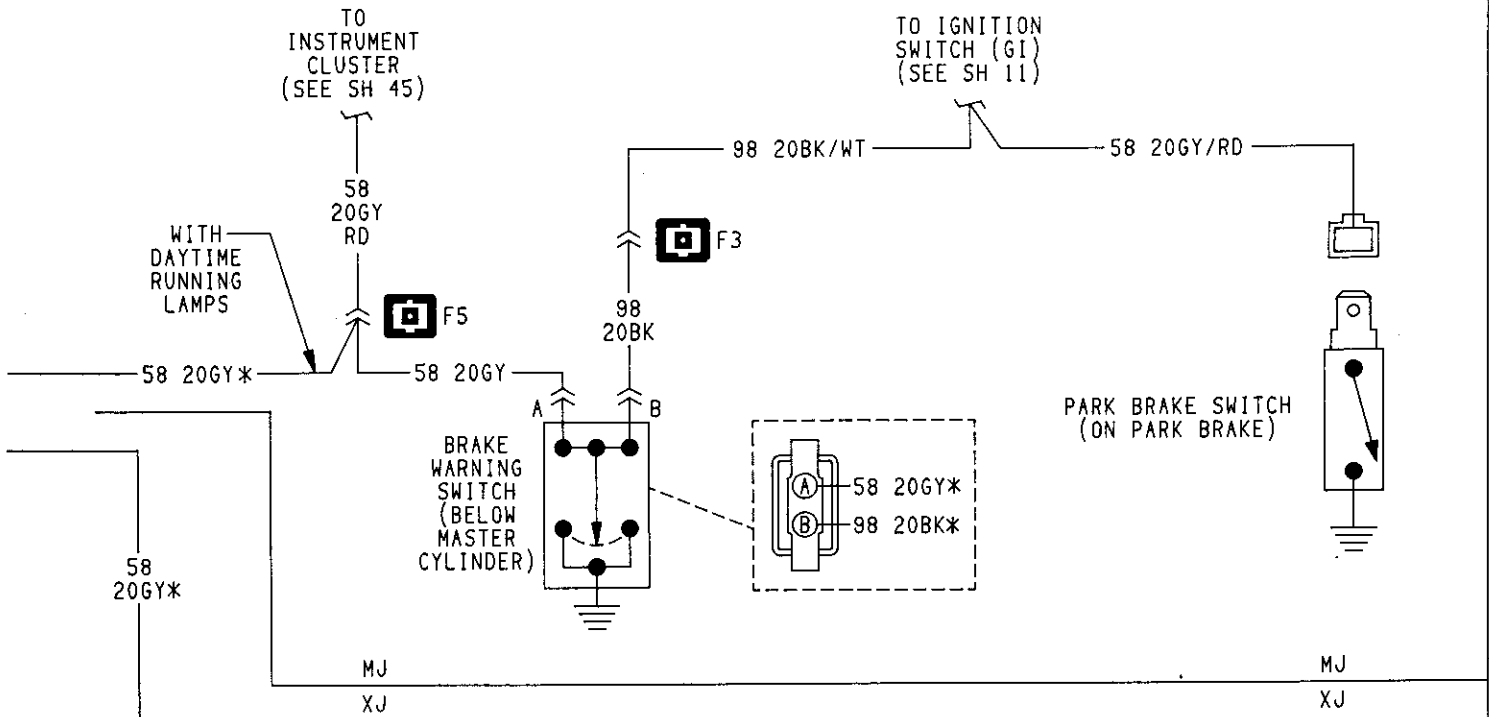 TO
INSTRUMENT
CLUSTER
(SEE SH 45)
TO IGNITION
SWITCH (GI)
(SEE SH 11)
98 20BK/WT
58 20GY/RD
58
20GY
RD
WITH
DAYTIME
RUNNING
LAMPS
F3
F5
98
20BK
58 20GY*
58 20GY
A
B
PARK BRAKE SWITCH
(ON PARK BRAKE)
BRAKE
WARNING
SWITCH
(BELOW
MASTER
CYLINDER)
A 58 20GY*
B 98 20BK*
58
20GY*
MJ
XJ
MJ
XJ